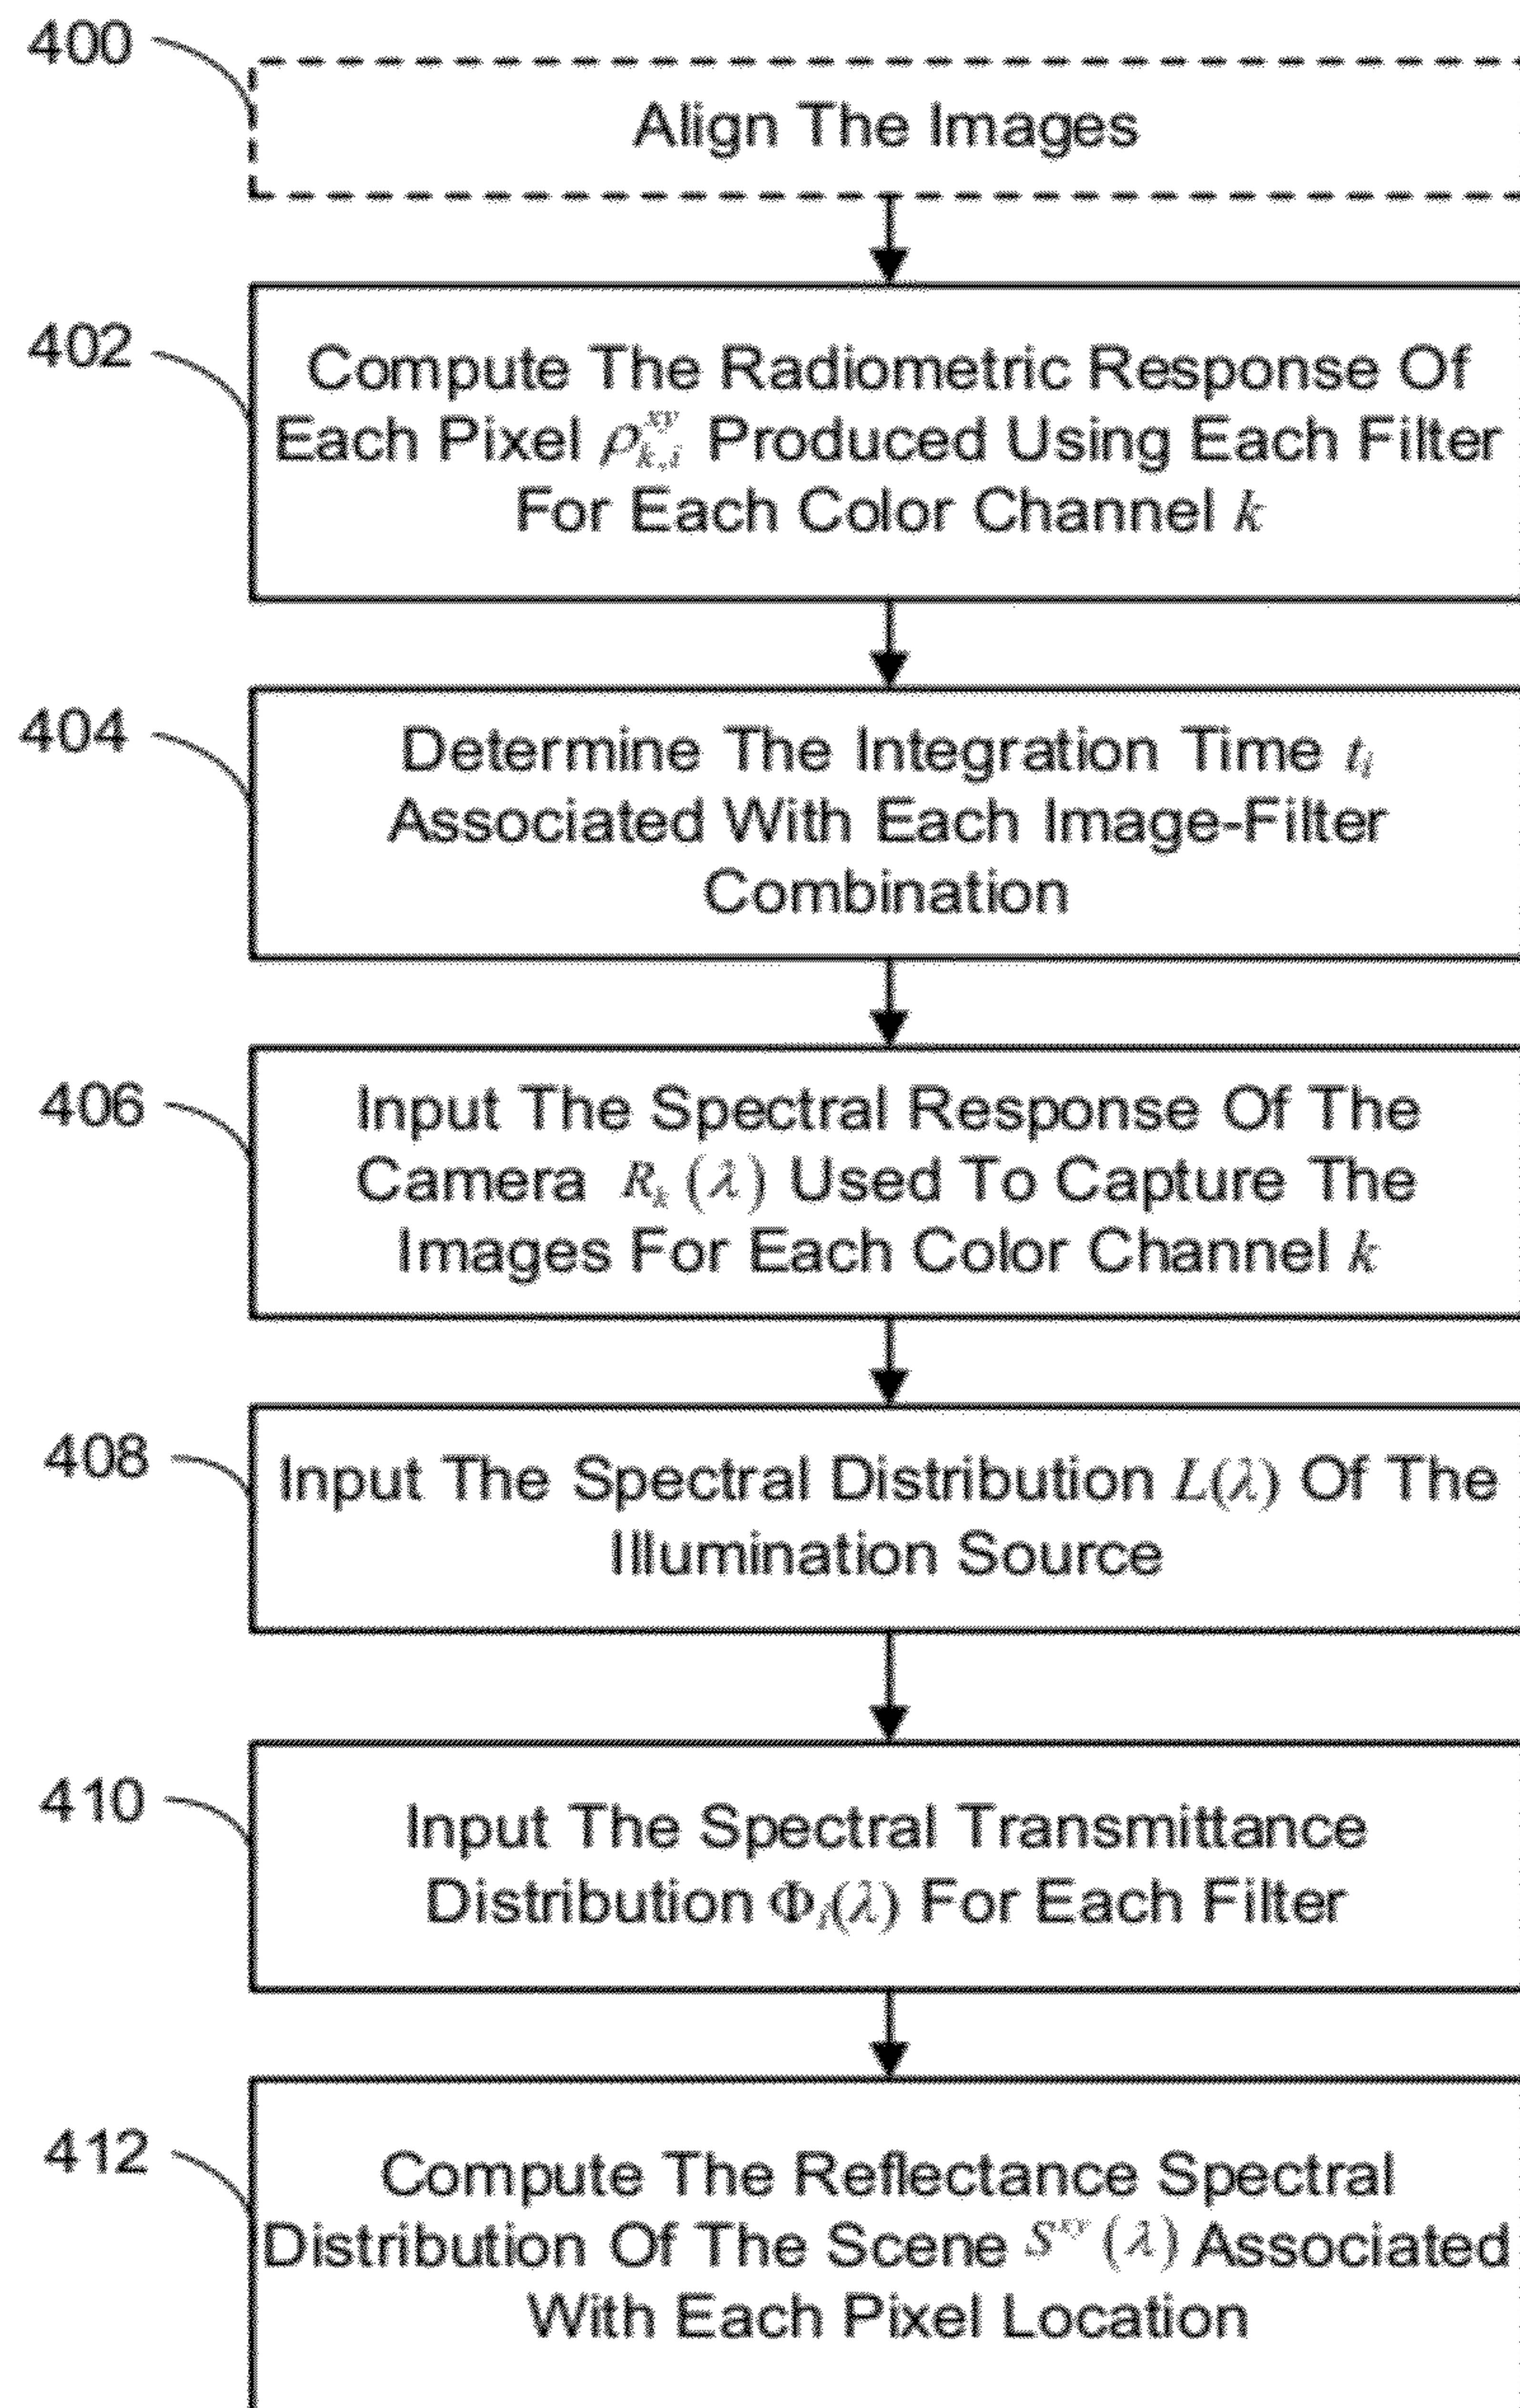 400
Align The Images
402
Compute The Radiometric Response Of
Each Pixel ρ^{xy}_{k,i} Produced Using Each Filter
For Each Color Channel k
404
Determine The Integration Time t_i
Associated With Each Image-Filter
Combination
406
Input The Spectral Response Of The
Camera R_k (λ) Used To Capture The
Images For Each Color Channel k
408
Input The Spectral Distribution L(λ) Of The
Illumination Source
410
Input The Spectral Transmittance
Distribution Φ_i(λ) For Each Filter
412
Compute The Reflectance Spectral
Distribution Of The Scene S^{xy} (λ) Associated
With Each Pixel Location